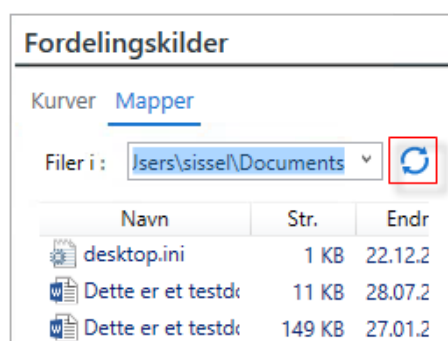 Fordelingskilder
Kurver Mapper
Filer i : Jsers\sissel\Documents
Navn Str. Endr
desktop.ini 1 KB 22.12.2
Dette er et testdo 11 KB 28.07.2
Dette er et testdo 149 KB 27.01.2